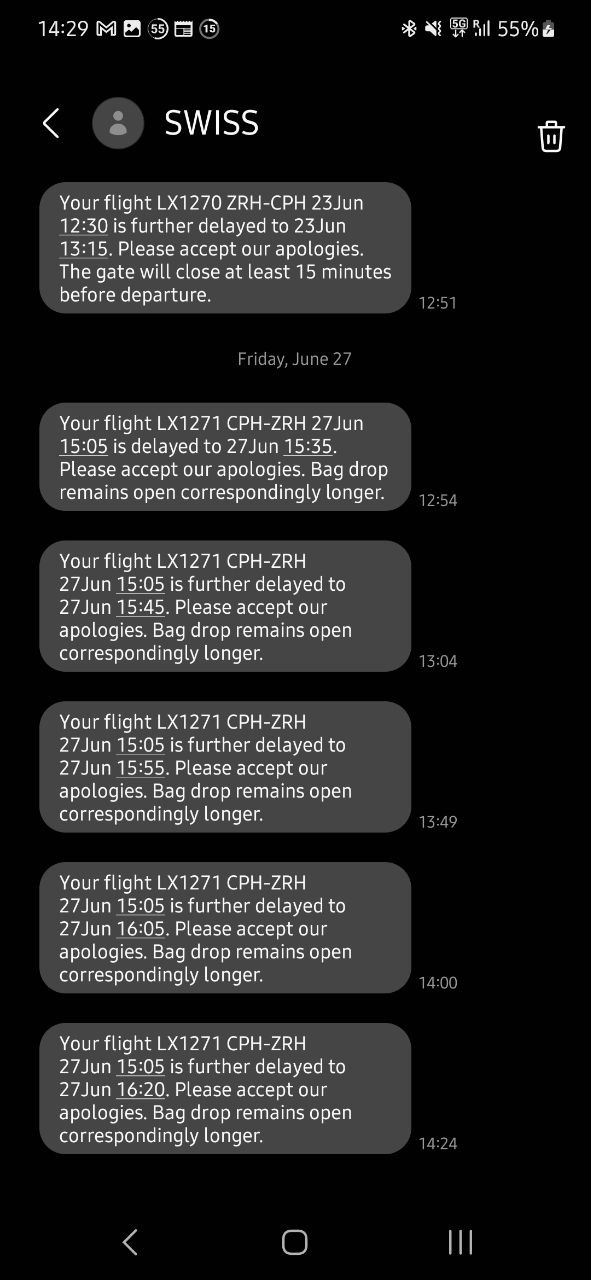 14:29 55 15 5G R 55%
SWISS
Your flight LX1270 ZRH-CPH 23Jun
12:30 is further delayed to 23Jun
13:15. Please accept our apologies.
The gate will close at least 15 minutes
before departure.
12:51
Friday, June 27
Your flight LX1271 CPH-ZRH 27Jun
15:05 is delayed to 27Jun 15:35.
Please accept our apologies. Bag drop
remains open correspondingly longer.
12:54
Your flight LX1271 CPH-ZRH
27Jun 15:05 is further delayed to
27Jun 15:45. Please accept our
apologies. Bag drop remains open
correspondingly longer.
13:04
Your flight LX1271 CPH-ZRH
27Jun 15:05 is further delayed to
27Jun 15:55. Please accept our
apologies. Bag drop remains open
correspondingly longer.
13:49
Your flight LX1271 CPH-ZRH
27Jun 15:05 is further delayed to
27Jun 16:05. Please accept our
apologies. Bag drop remains open
correspondingly longer.
14:00
Your flight LX1271 CPH-ZRH
27Jun 15:05 is further delayed to
27Jun 16:20. Please accept our
apologies. Bag drop remains open
correspondingly longer.
14:24